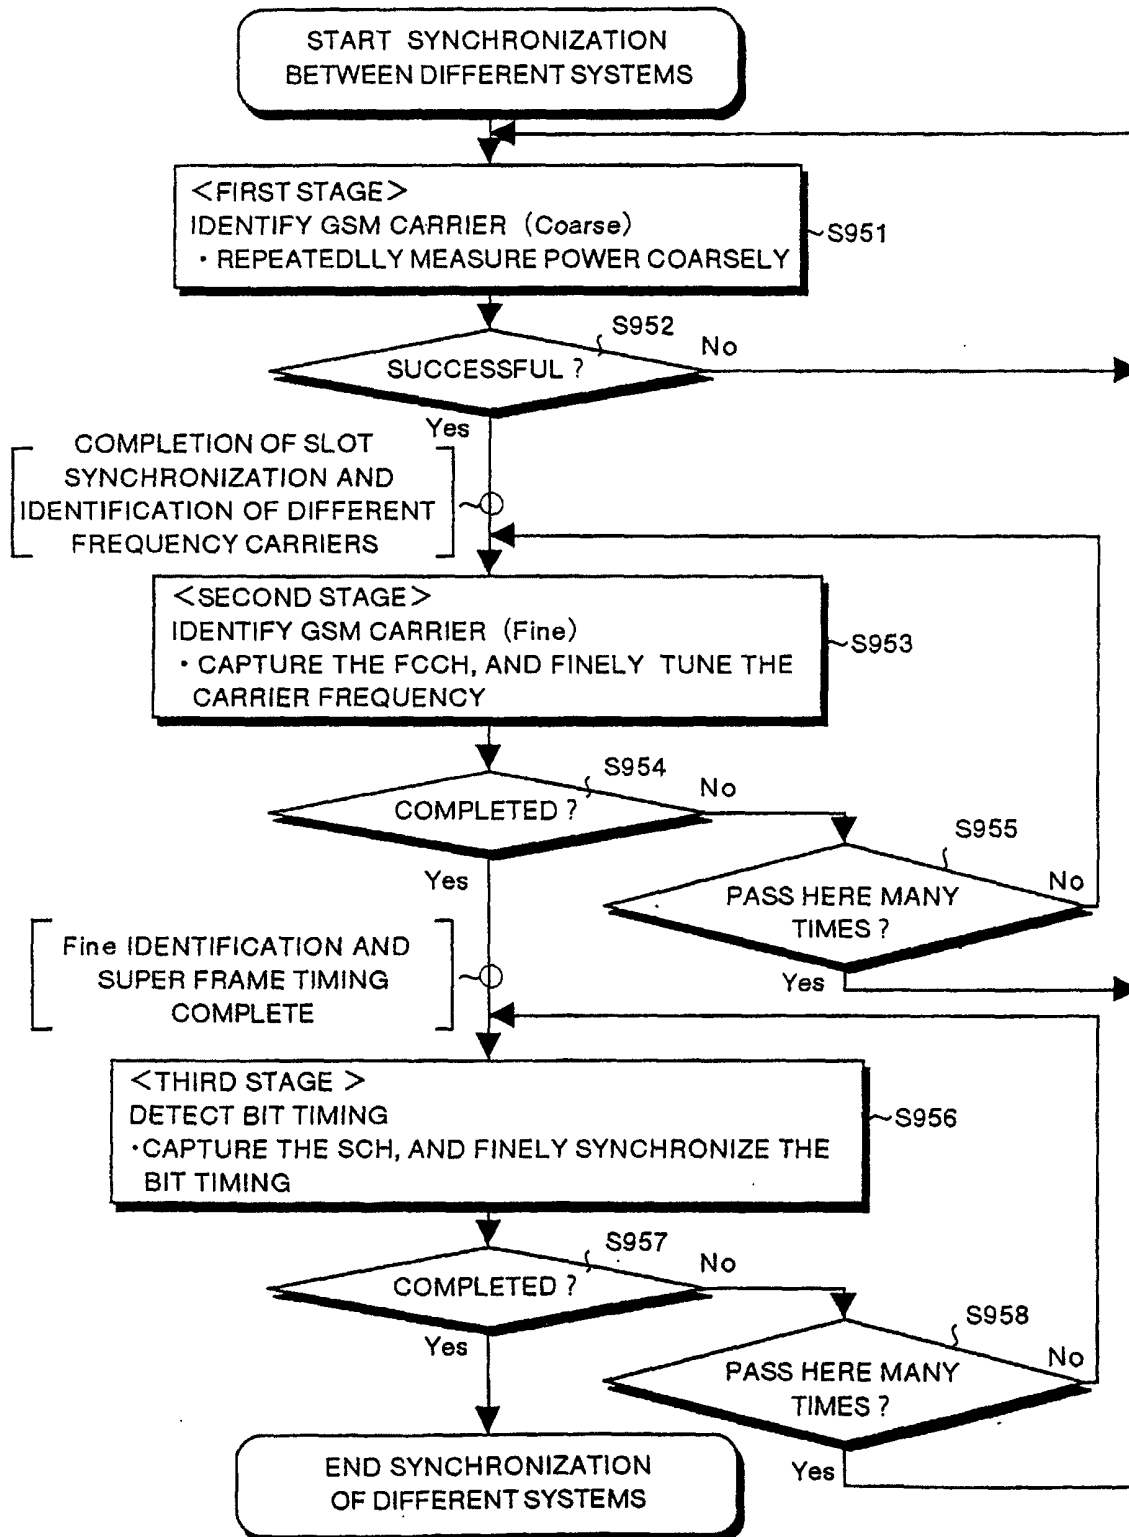 START SYNCHRONIZATION
BETWEEN DIFFERENT SYSTEMS
<FIRST STAGE>
IDENTIFY GSM CARRIER (Coarse)
・REPEATEDLLY MEASURE POWER COARSELY
S951
S952
SUCCESSFUL ?
No
Yes
COMPLETION OF SLOT
SYNCHRONIZATION AND
IDENTIFICATION OF DIFFERENT
FREQUENCY CARRIERS
<SECOND STAGE>
IDENTIFY GSM CARRIER (Fine)
・CAPTURE THE FCCH, AND FINELY TUNE THE
CARRIER FREQUENCY
S953
S954
COMPLETED ?
No
Yes
S955
PASS HERE MANY
TIMES ?
No
Yes
Fine IDENTIFICATION AND
SUPER FRAME TIMING
COMPLETE
<THIRD STAGE >
DETECT BIT TIMING
・CAPTURE THE SCH, AND FINELY SYNCHRONIZE THE
BIT TIMING
S956
S957
COMPLETED ?
No
Yes
S958
PASS HERE MANY
TIMES ?
No
Yes
END SYNCHRONIZATION
OF DIFFERENT SYSTEMS